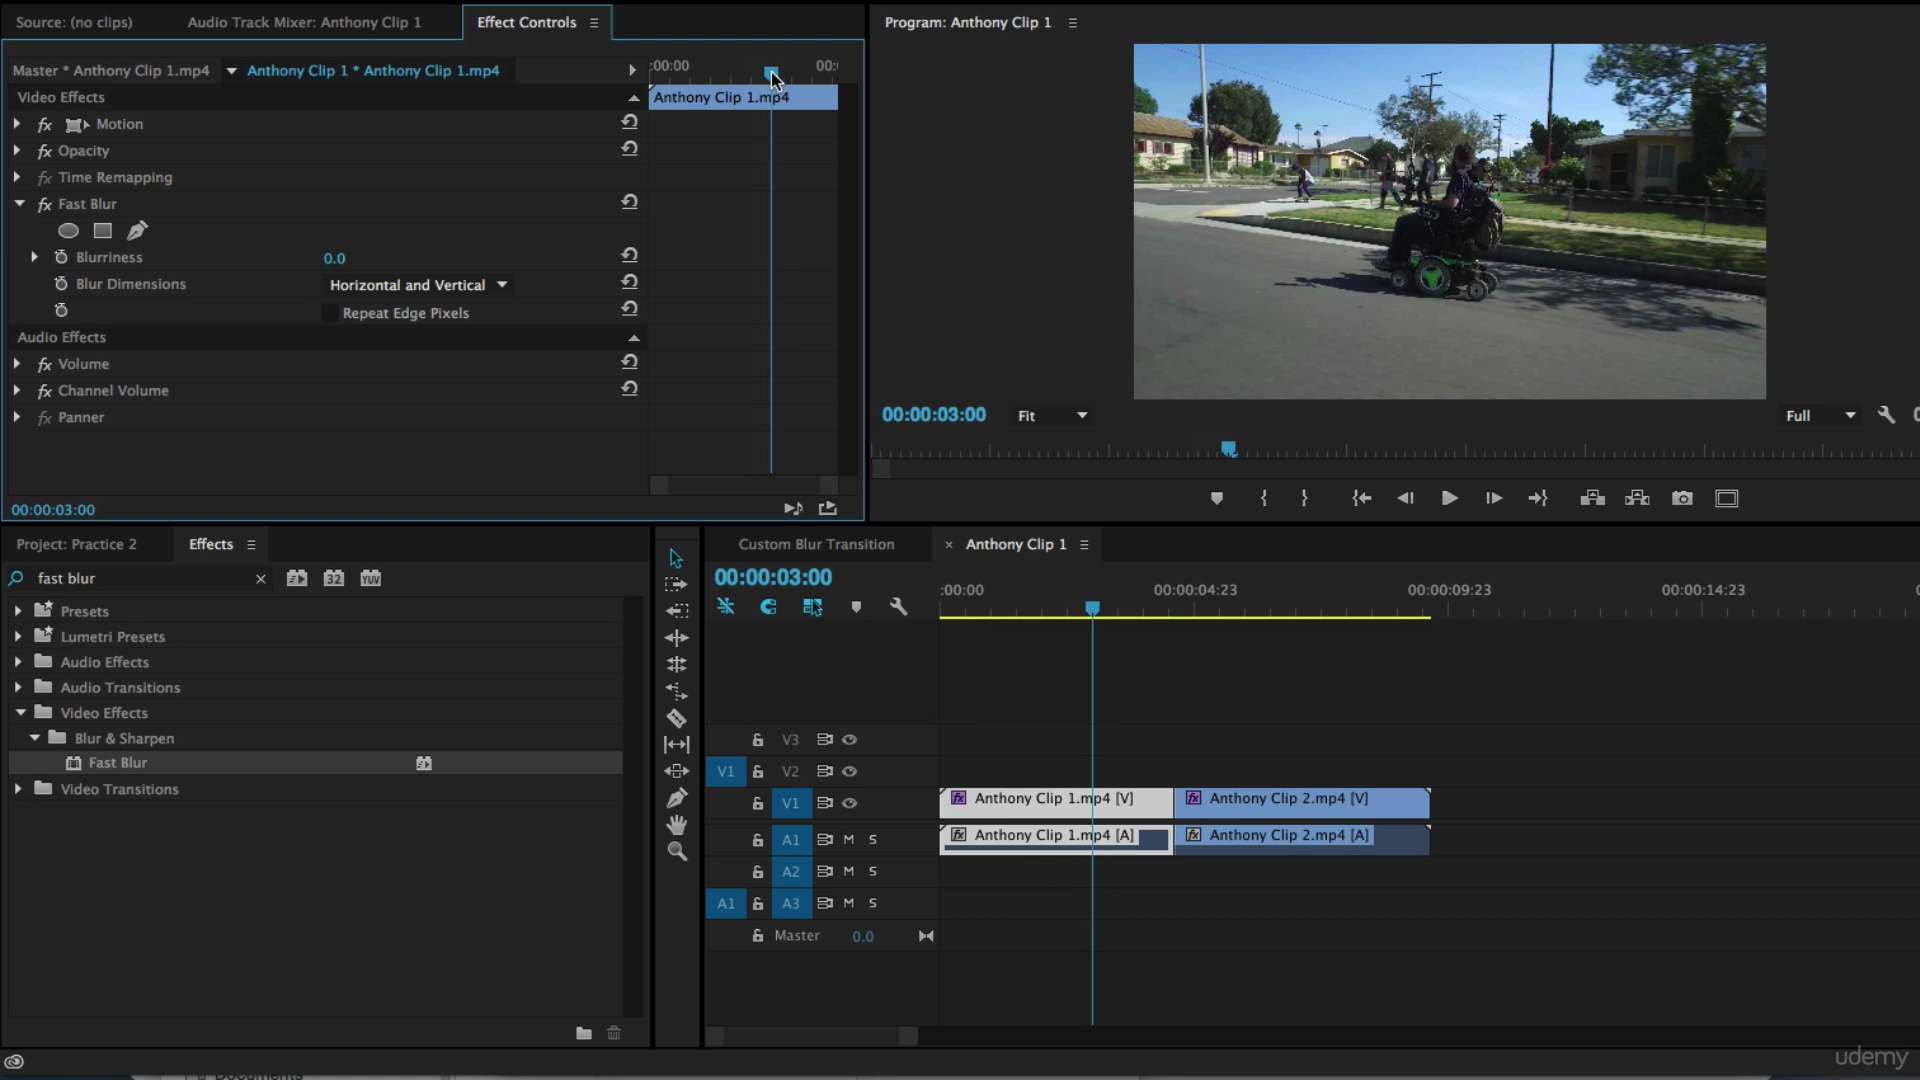 Source: (no clips)
Audio Track Mixer: Anthony Clip 1
Effect Controls
Master * Anthony Clip 1.mp4
Anthony Clip 1 * Anthony Clip 1.mp4
:00:00
00:
Video Effects
Anthony Clip 1.mp4
fx Motion
fx Opacity
fx Time Remapping
fx Fast Blur
Blurriness
0.0
Blur Dimensions
Horizontal and Vertical
Repeat Edge Pixels
Audio Effects
fx Volume
fx Channel Volume
fx Panner
00:00:03:00
Program: Anthony Clip 1
00:00:03:00
Fit
Full
Project: Practice 2
Effects
fast blur
32
YUV
Presets
Lumetri Presets
Audio Effects
Audio Transitions
Video Effects
Blur & Sharpen
Fast Blur
Video Transitions
Custom Blur Transition
Anthony Clip 1
00:00:03:00
:00:00
00:00:04:23
00:00:09:23
00:00:14:23
V3
V1 V2
V1
fx Anthony Clip 1.mp4 [V]
fx Anthony Clip 2.mp4 [V]
A1 M S
fx Anthony Clip 1.mp4 [A]
fx Anthony Clip 2.mp4 [A]
A2 M S
A1 A3 M S
Master 0.0
udemy